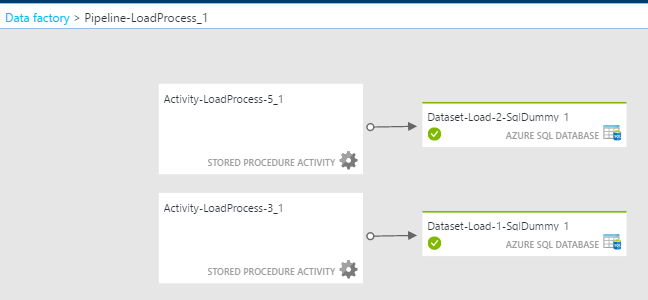 Data factory > Pipeline-LoadProcess_1
Activity-LoadProcess-5_1
STORED PROCEDURE ACTIVITY
Dataset-Load-2-SqlDummy_1
AZURE SQL DATABASE
Activity-LoadProcess-3_1
STORED PROCEDURE ACTIVITY
Dataset-Load-1-SqlDummy_1
AZURE SQL DATABASE